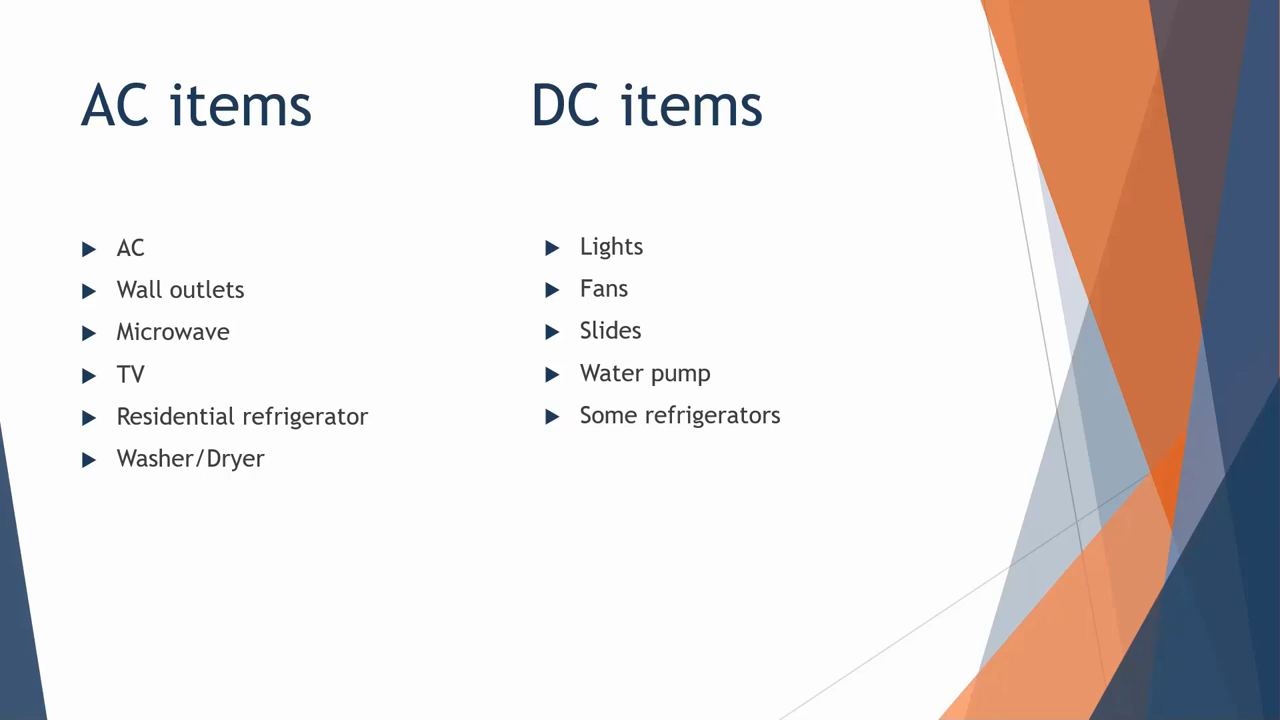 AC items
AC
Wall outlets
Microwave
TV
Residential refrigerator
Washer/Dryer
DC items
Lights
Fans
Slides
Water pump
Some refrigerators